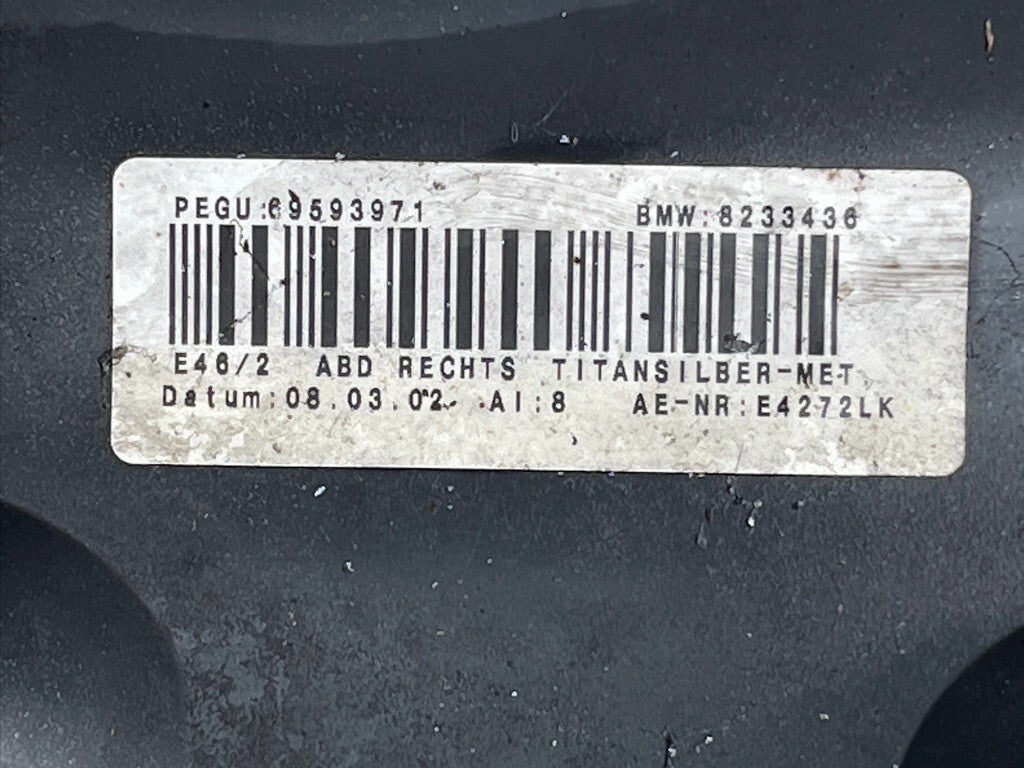 PEGU:69593971 BMW:8233436
E46/2 ABD RECHTS TITANSILBER-MET.
Datum:08.03.02 AI:8 AE-NR:E4272LK